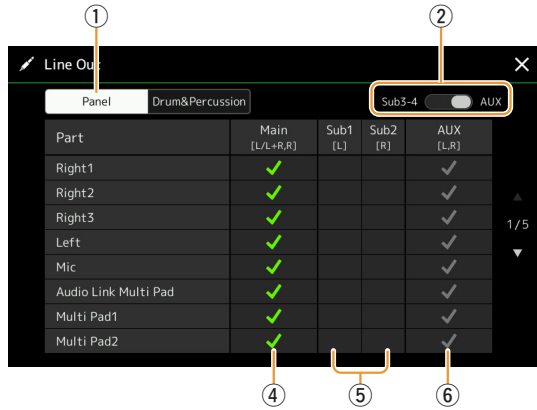 ① ②
Line Out
Panel Drum&Percussion Sub3-4 AUX
Part Main Sub1 Sub2 AUX
[L/L+R,R] [L] [R] [L,R]
Right1
Right2
Right3
1/5
Left
Mic
Audio Link Multi Pad
Multi Pad1
Multi Pad2
④ ⑤ ⑥